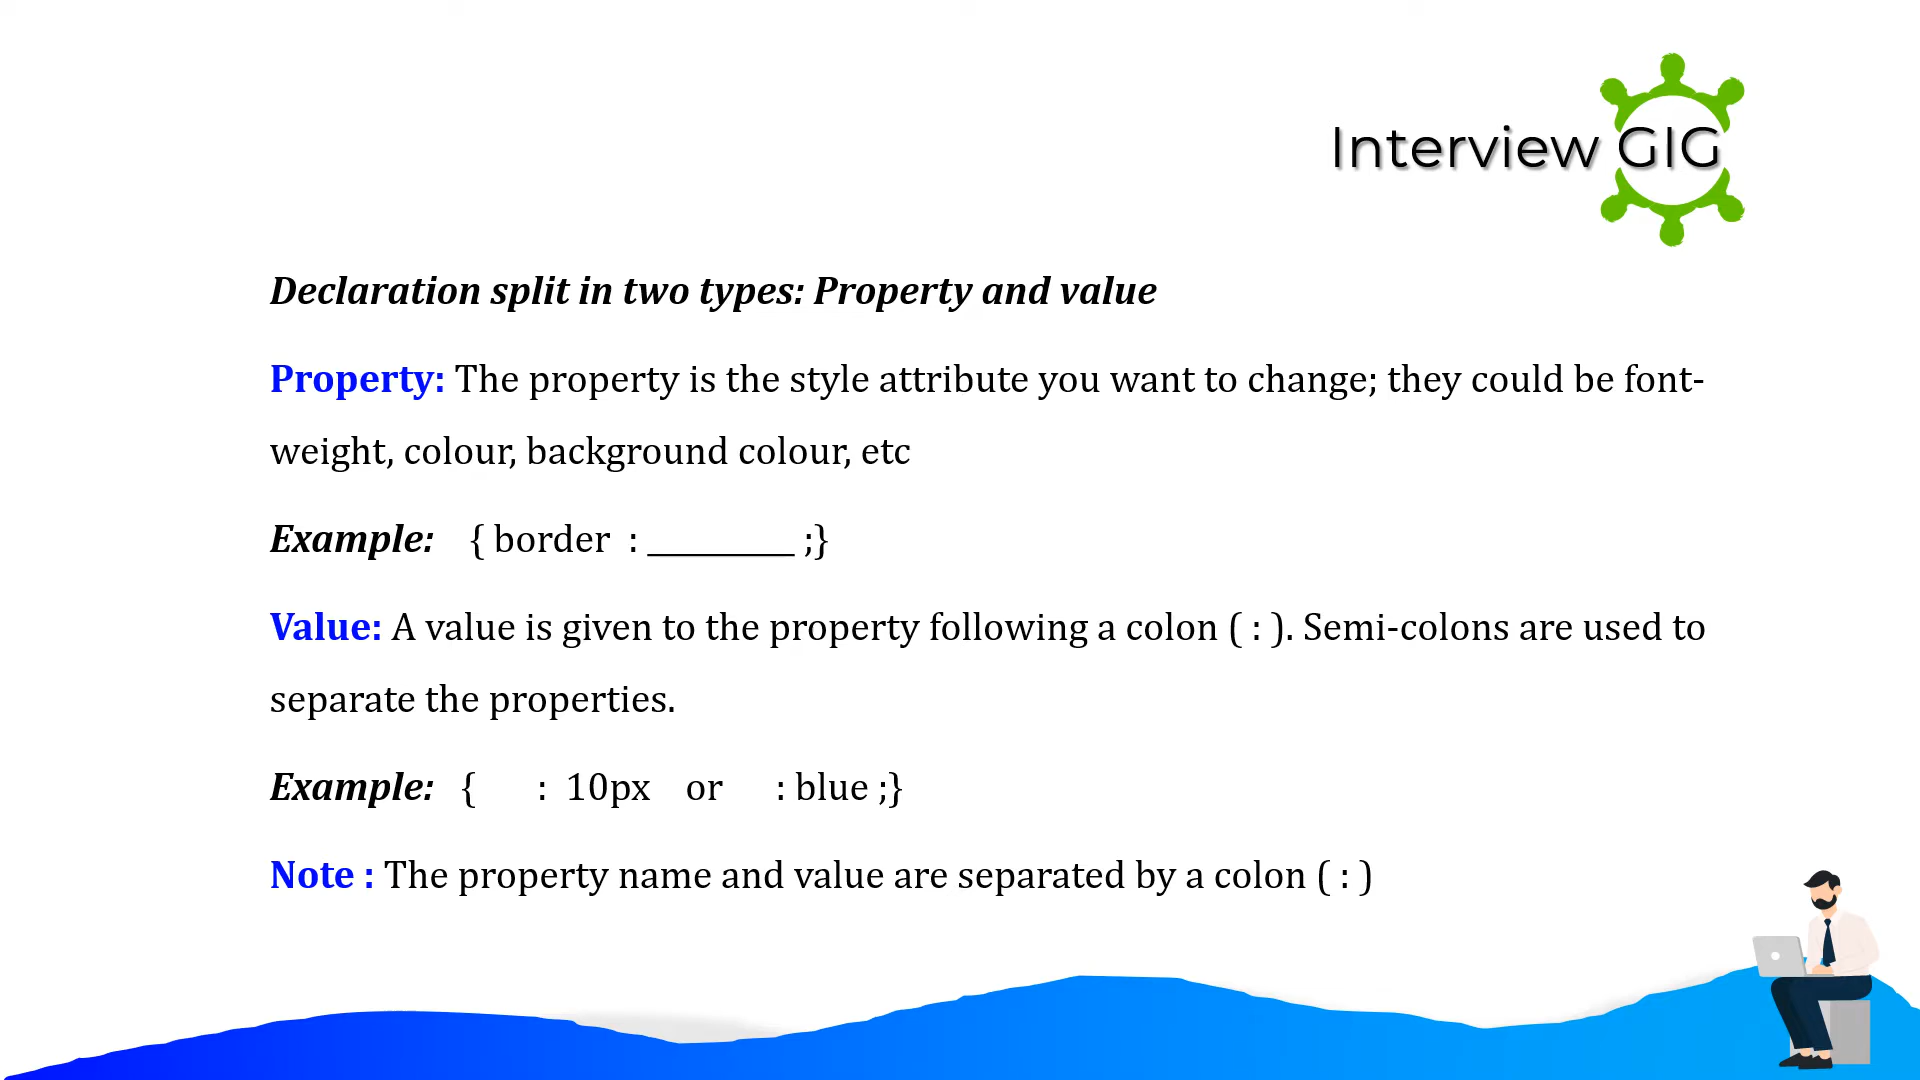 Interview GIG
Declaration split in two types: Property and value
Property: The property is the style attribute you want to change; they could be font-
weight, colour, background colour, etc
Example: { border : ________ ;}
Value: A value is given to the property following a colon ( : ). Semi-colons are used to
separate the properties.
Example: { : 10px or : blue ;}
Note : The property name and value are separated by a colon ( : )